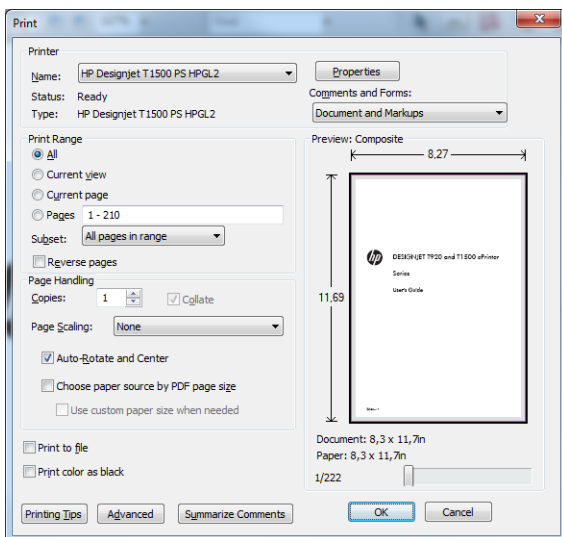 Print
Printer
Name: HP Designjet T1500 PS HPGL2
Properties
Status: Ready
Comments and Forms:
Type: HP Designjet T1500 PS HPGL2
Document and Markups
Print Range
Preview: Composite
All
8,27
Current view
Current page
Pages 1 - 210
Subset: All pages in range
Reverse pages
hp DESIGNJET T920 and T1500 ePrinter
Series
User's Guide
Page Handling
Copies: 1 Collate
11,69
Page Scaling: None
Auto-Rotate and Center
Choose paper source by PDF page size
Use custom paper size when needed
Document: 8,3 x 11,7in
Print to file
Paper: 8,3 x 11,7in
Print color as black
1/222
Printing Tips
Advanced
Summarize Comments
OK
Cancel